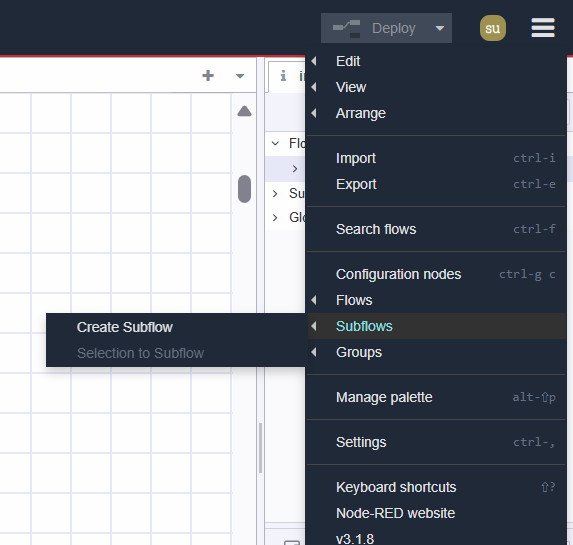 Deploy
su
Edit
View
Arrange
Import ctrl-i
Export ctrl-e
Search flows ctrl-f
Configuration nodes ctrl-g c
Flows
Subflows
Create Subflow
Selection to Subflow
Groups
Manage palette alt-⇧p
Settings ctrl-,
Keyboard shortcuts ⇧?
Node-RED website
v3.1.8
i
Flo
Su
Glo